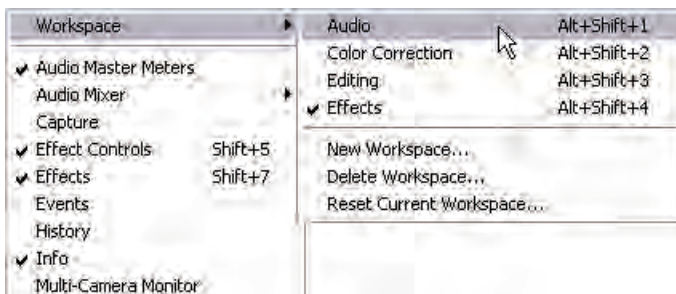 Workspace
Audio Master Meters
Audio Mixer
Capture
Effect Controls Shift+5
Effects Shift+7
Events
History
Info
Multi-Camera Monitor
Audio Alt+Shift+1
Color Correction Alt+Shift+2
Editing Alt+Shift+3
Effects Alt+Shift+4
New Workspace...
Delete Workspace...
Reset Current Workspace...